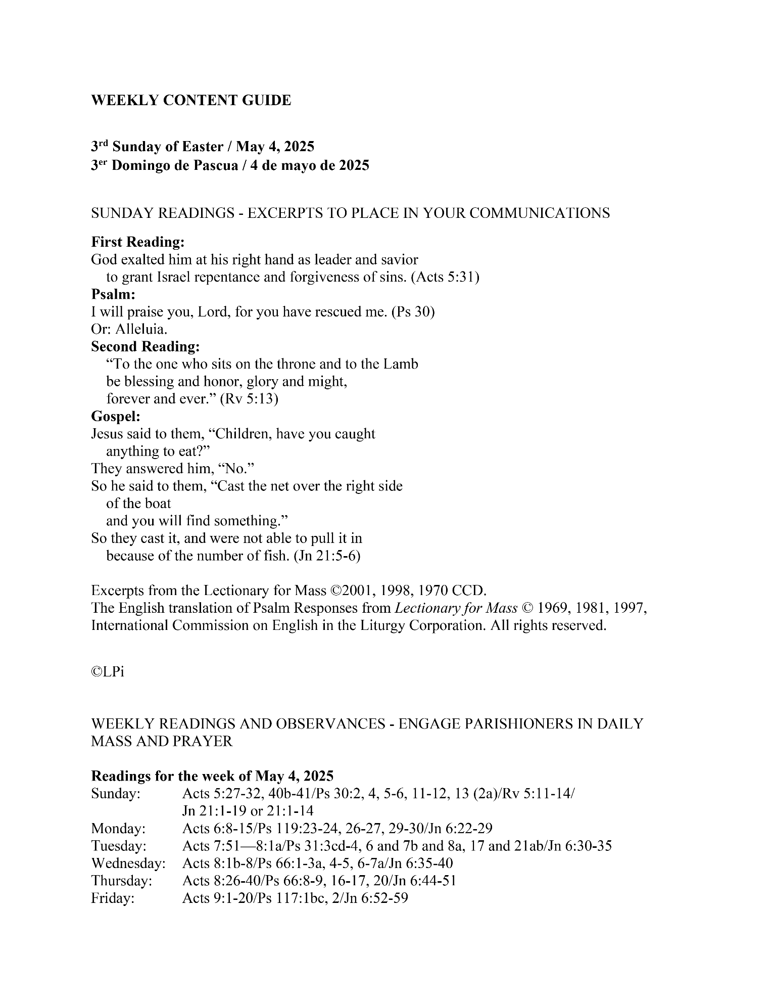 WEEKLY CONTENT GUIDE
3rd Sunday of Easter / May 4, 2025
3er Domingo de Pascua / 4 de mayo de 2025
SUNDAY READINGS - EXCERPTS TO PLACE IN YOUR COMMUNICATIONS
First Reading:
God exalted him at his right hand as leader and savior
to grant Israel repentance and forgiveness of sins. (Acts 5:31)
Psalm:
I will praise you, Lord, for you have rescued me. (Ps 30)
Or: Alleluia.
Second Reading:
“To the one who sits on the throne and to the Lamb
be blessing and honor, glory and might,
forever and ever.” (Rv 5:13)
Gospel:
Jesus said to them, “Children, have you caught
anything to eat?”
They answered him, “No.”
So he said to them, “Cast the net over the right side
of the boat
and you will find something.”
So they cast it, and were not able to pull it in
because of the number of fish. (Jn 21:5-6)
Excerpts from the Lectionary for Mass ©2001, 1998, 1970 CCD.
The English translation of Psalm Responses from Lectionary for Mass © 1969, 1981, 1997,
International Commission on English in the Liturgy Corporation. All rights reserved.
©LPi
WEEKLY READINGS AND OBSERVANCES - ENGAGE PARISHIONERS IN DAILY
MASS AND PRAYER
Readings for the week of May 4, 2025
Sunday: Acts 5:27-32, 40b-41/Ps 30:2, 4, 5-6, 11-12, 13 (2a)/Rv 5:11-14/
Jn 21:1-19 or 21:1-14
Monday: Acts 6:8-15/Ps 119:23-24, 26-27, 29-30/Jn 6:22-29
Tuesday: Acts 7:51—8:1a/Ps 31:3cd-4, 6 and 7b and 8a, 17 and 21ab/Jn 6:30-35
Wednesday: Acts 8:1b-8/Ps 66:1-3a, 4-5, 6-7a/Jn 6:35-40
Thursday: Acts 8:26-40/Ps 66:8-9, 16-17, 20/Jn 6:44-51
Friday: Acts 9:1-20/Ps 117:1bc, 2/Jn 6:52-59